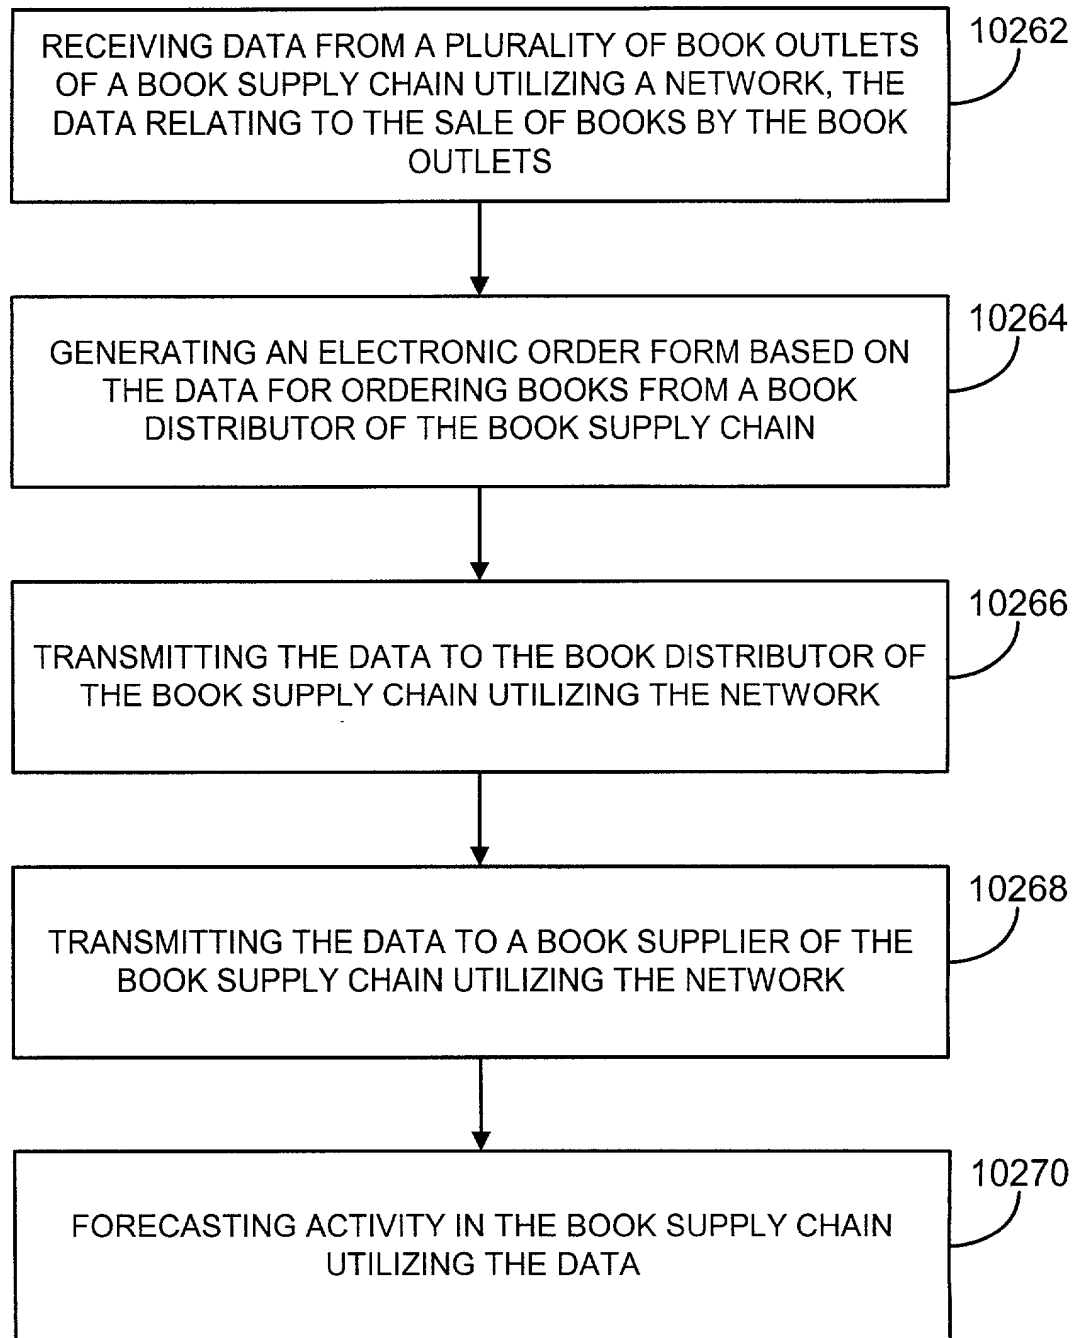 10262
RECEIVING DATA FROM A PLURALITY OF BOOK OUTLETS
OF A BOOK SUPPLY CHAIN UTILIZING A NETWORK, THE
DATA RELATING TO THE SALE OF BOOKS BY THE BOOK
OUTLETS
10264
GENERATING AN ELECTRONIC ORDER FORM BASED ON
THE DATA FOR ORDERING BOOKS FROM A BOOK
DISTRIBUTOR OF THE BOOK SUPPLY CHAIN
10266
TRANSMITTING THE DATA TO THE BOOK DISTRIBUTOR OF
THE BOOK SUPPLY CHAIN UTILIZING THE NETWORK
10268
TRANSMITTING THE DATA TO A BOOK SUPPLIER OF THE
BOOK SUPPLY CHAIN UTILIZING THE NETWORK
10270
FORECASTING ACTIVITY IN THE BOOK SUPPLY CHAIN
UTILIZING THE DATA